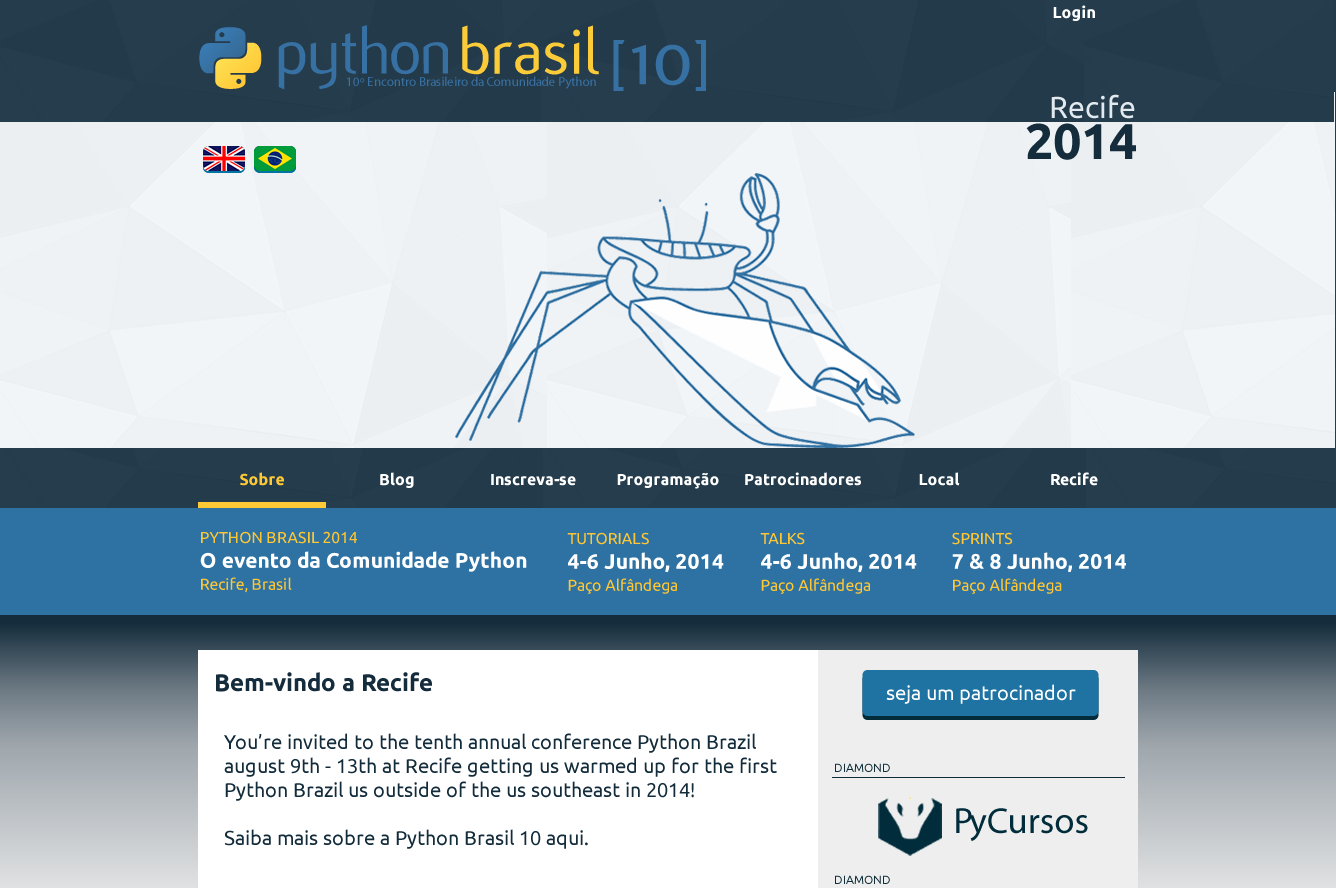 Login
python brasil [10]
10º Encontro Brasileiro da Comunidade Python
Recife
2014
Sobre Blog Inscreva-se Programação Patrocinadores Local Recife
PYTHON BRASIL 2014
O evento da Comunidade Python
Recife, Brasil
TUTORIALS
4-6 Junho, 2014
Paço Alfândega
TALKS
4-6 Junho, 2014
Paço Alfândega
SPRINTS
7 & 8 Junho, 2014
Paço Alfândega
Bem-vindo a Recife
You’re invited to the tenth annual conference Python Brazil
august 9th - 13th at Recife getting us warmed up for the first
Python Brazil us outside of the us southeast in 2014!
Saiba mais sobre a Python Brasil 10 aqui.
seja um patrocinador
DIAMOND
PyCursos
DIAMOND